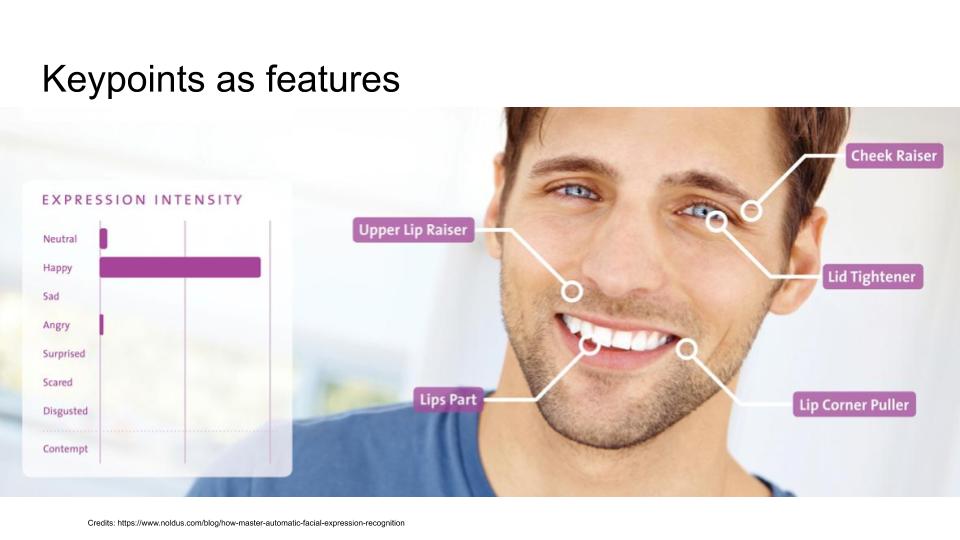 Keypoints as features
EXPRESSION INTENSITY
Neutral
Happy
Sad
Angry
Surprised
Scared
Disgusted
Contempt
Cheek Raiser
Upper Lip Raiser
Lid Tightener
Lips Part
Lip Corner Puller
Credits: https://www.noldus.com/blog/how-master-automatic-facial-expression-recognition